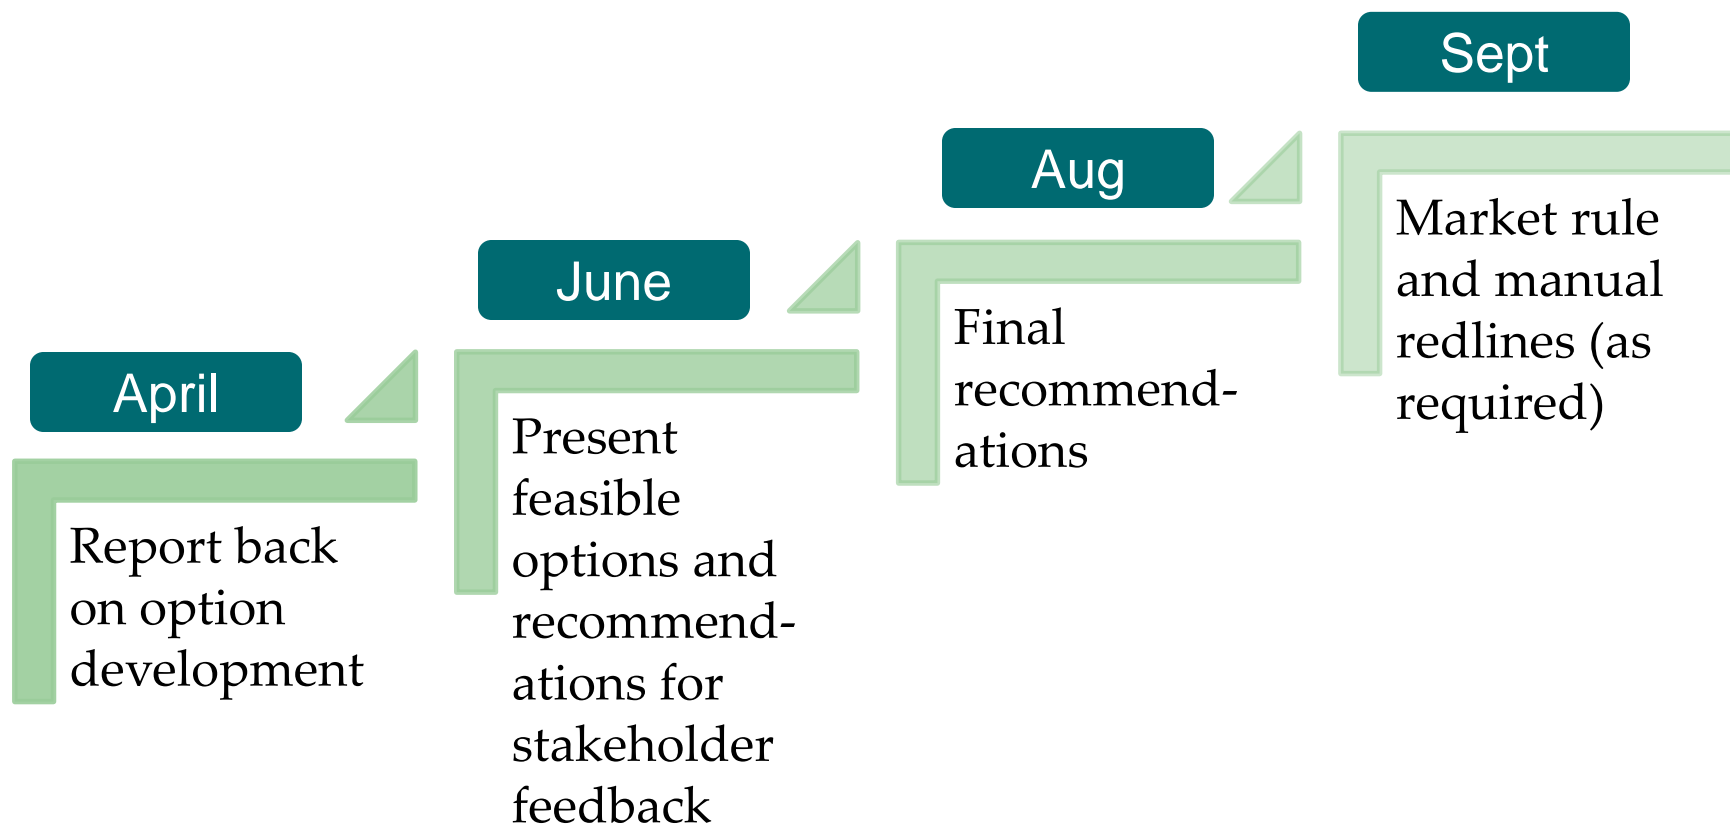 April
Report back
on option
development
June
Present
feasible
options and
recommend-
ations for
stakeholder
feedback
Aug
Final
recommend-
ations
Sept
Market rule
and manual
redlines (as
required)